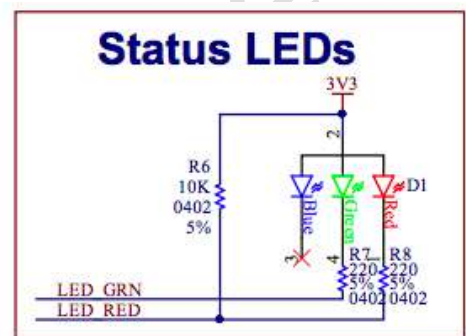 Status LEDs
3V3
2
R6
10K
0402
5%
Blue
Green
Red
D1
3
4
R7
220
5%
0402
R8
220
5%
0402
LED GRN
LED RED